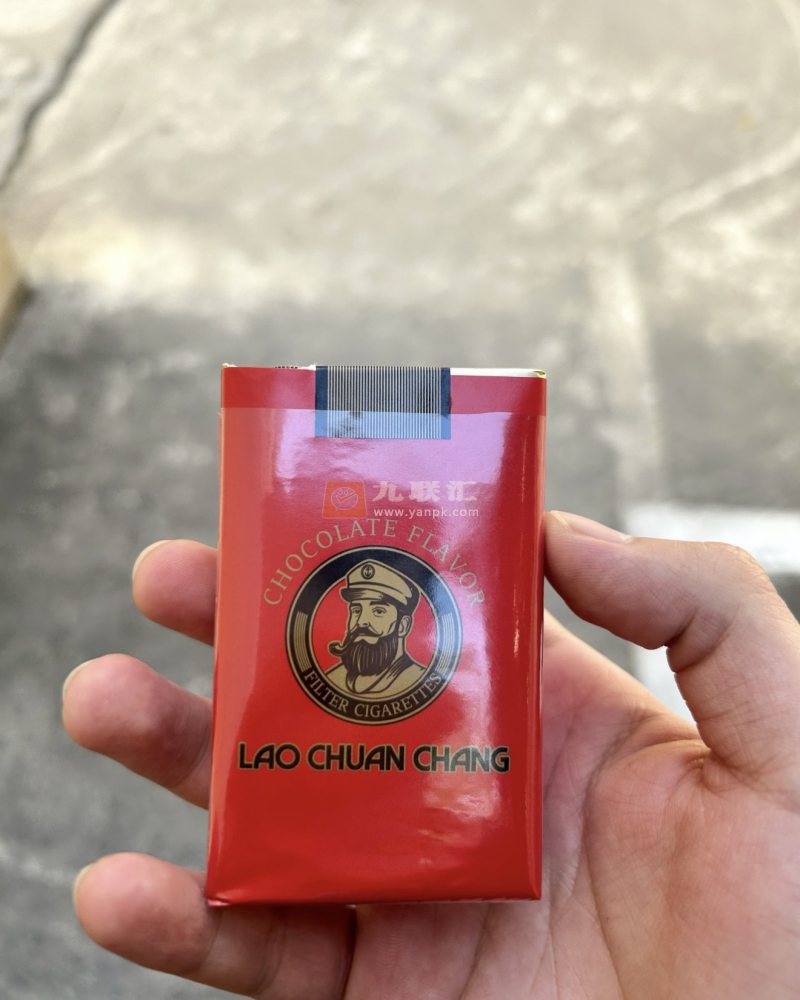 九联汇
www.yanpk.com
CHOCOLATE FLAVOR
FILTER CIGARETTES
LAO CHUAN CHANG